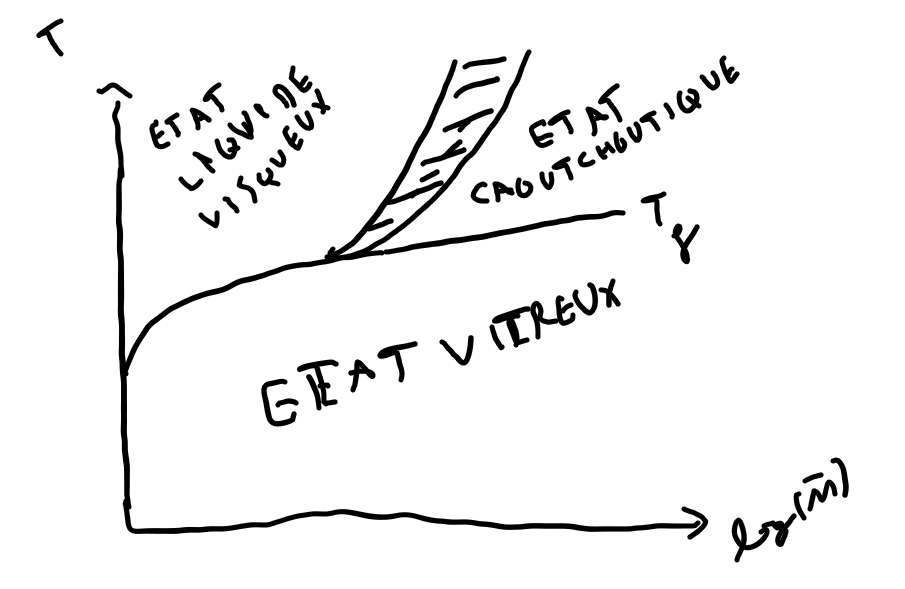 T
ETAT
LIQUIDE
VISQUEUX
ETAT
CAOUTCHOUTIQUE
Tg
ETAT VITREUX
log(M̄)